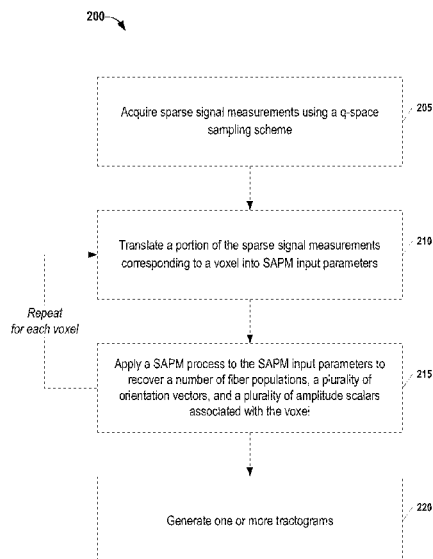 200
Acquire sparse signal measurements using a q-space
sampling scheme
205
Translate a portion of the sparse signal measurements
corresponding to a voxel into SAPM input parameters
210
Repeat
for each voxel
Apply a SAPM process to the SAPM input parameters to
recover a number of fiber populations, a plurality of
orientation vectors, and a plurality of amplitude scalars
associated with the voxel
215
Generate one or more tractograms
220